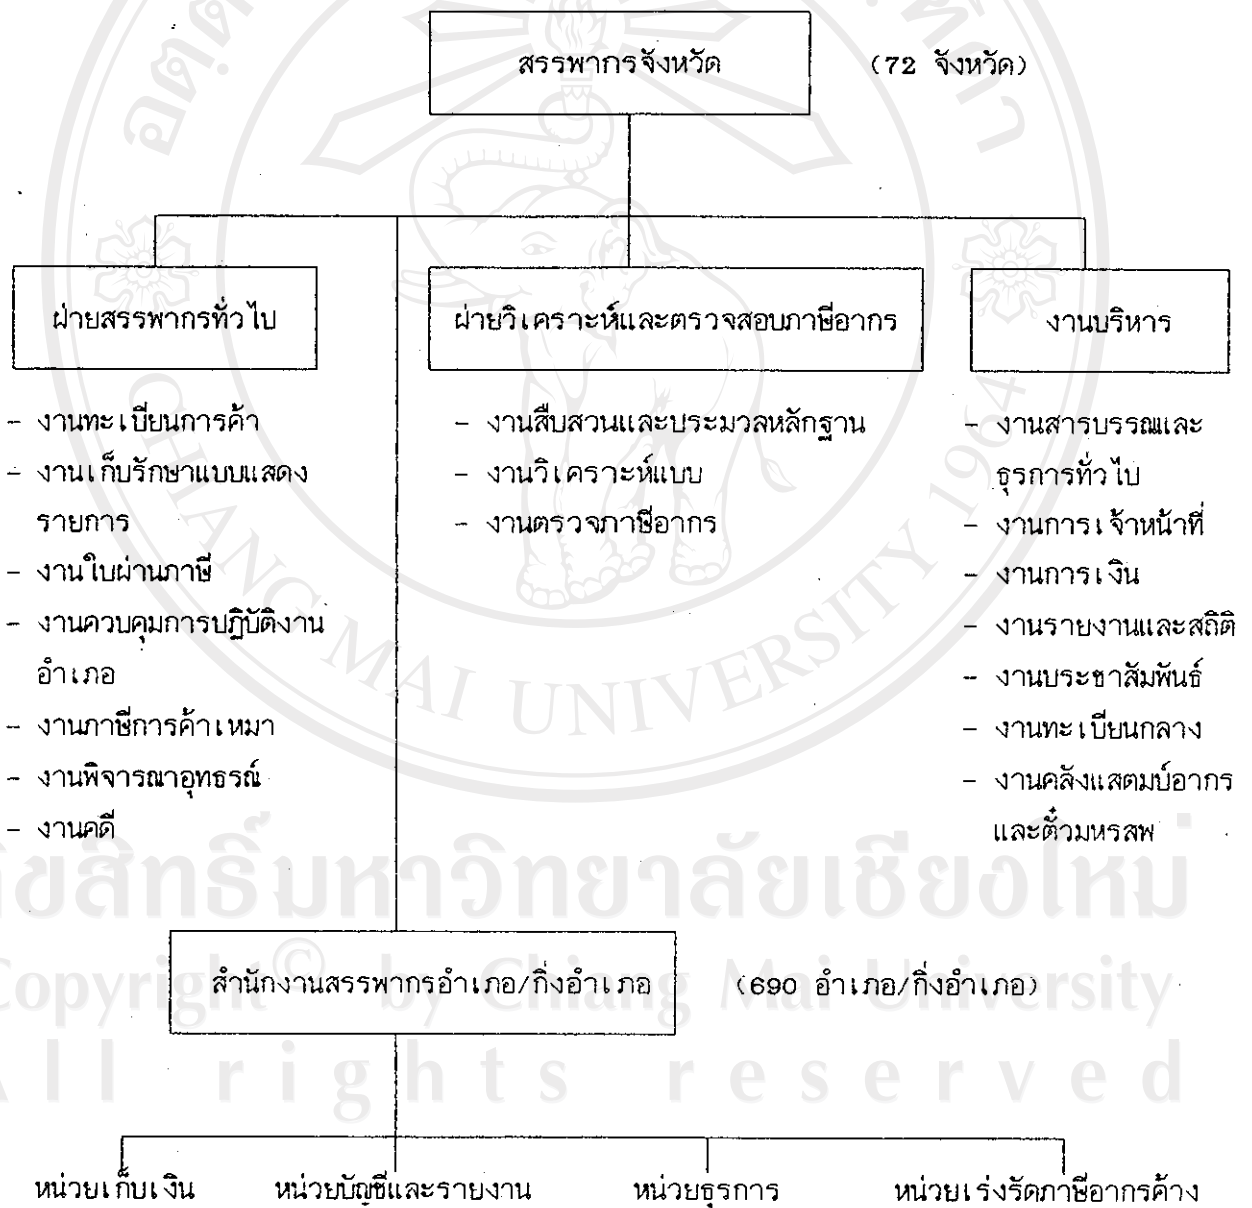 สรรพากรจังหวัด (72 จังหวัด)
ฝ่ายสรรพากรทั่วไป
- งานทะเบียนการค้า
- งานเก็บรักษาแบบแสดง
รายการ
- งานใบผ่านภาษี
- งานควบคุมการปฏิบัติงาน
อำเภอ
- งานภาษีการค้าเหมา
- งานพิจารณาอุทธรณ์
- งานคดี
ฝ่ายวิเคราะห์และตรวจสอบภาษีอากร
- งานสืบสวนและประมวลหลักฐาน
- งานวิเคราะห์แบบ
- งานตรวจภาษีอากร
งานบริหาร
- งานสารบรรณและ
ธุรการทั่วไป
- งานการเจ้าหน้าที่
- งานการเงิน
- งานรายงานและสถิติ
- งานประชาสัมพันธ์
- งานทะเบียนกลาง
- งานคลังแสตมป์อากร
และตั๋วมหรสพ
สำนักงานสรรพากรอำเภอ/กิ่งอำเภอ (690 อำเภอ/กิ่งอำเภอ)
หน่วยเก็บเงิน
หน่วยบัญชีและรายงาน
หน่วยธุรการ
หน่วยเร่งรัดภาษีอากรค้าง
CHIANG MAI UNIVERSITY 1964
ลิขสิทธิ์มหาวิทยาลัยเชียงใหม่
Copyright© by Chiang Mai University
All rights reserved